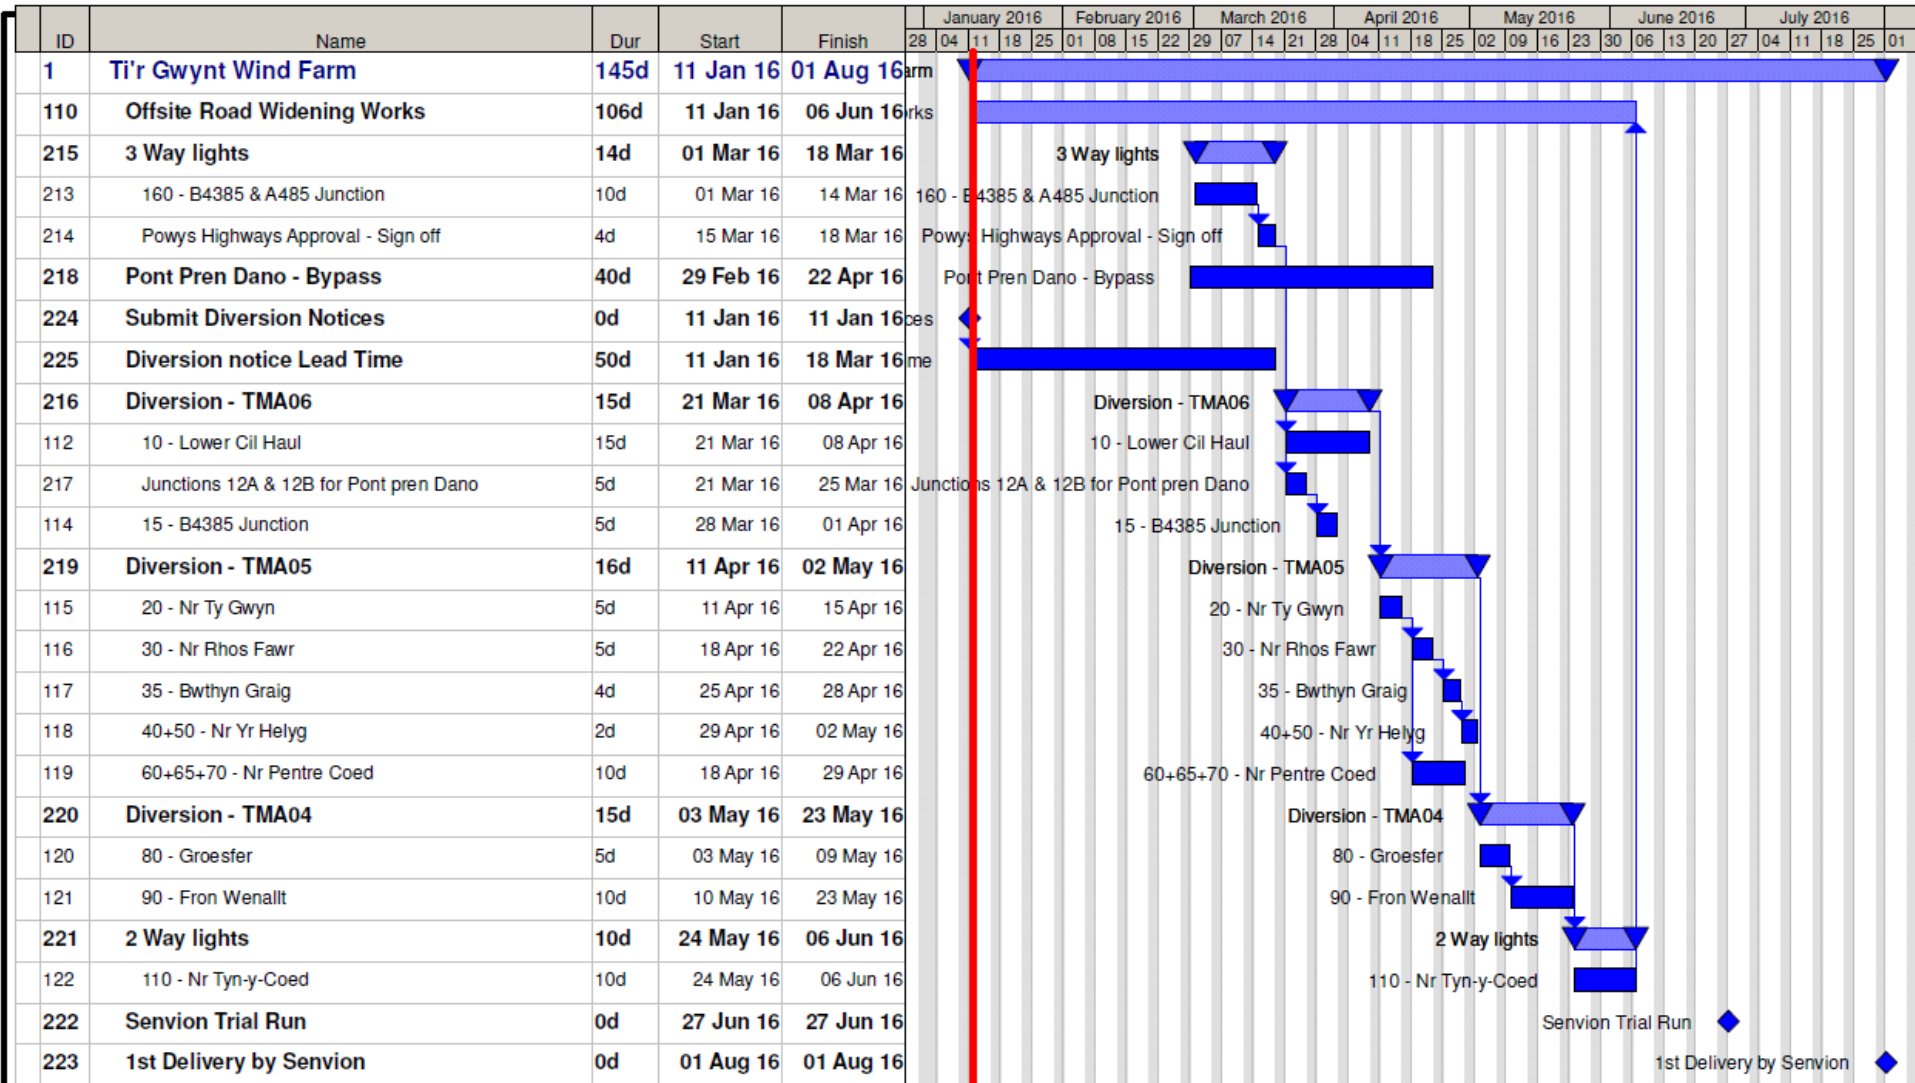 January 2016 February 2016 March 2016 April 2016 May 2016 June 2016 July 2016
ID Name Dur Start Finish 28 04 11 18 25 01 08 15 22 29 07 14 21 28 04 11 18 25 02 09 16 23 30 06 13 20 27 04 11 18 25 01
1 Ti'r Gwynt Wind Farm 145d 11 Jan 16 01 Aug 16 arm
110 Offsite Road Widening Works 106d 11 Jan 16 06 Jun 16 rks
215 3 Way lights 14d 01 Mar 16 18 Mar 16 3 Way lights
213 160 - B4385 & A485 Junction 10d 01 Mar 16 14 Mar 16 160 - B4385 & A485 Junction
214 Powys Highways Approval - Sign off 4d 15 Mar 16 18 Mar 16 Powys Highways Approval - Sign off
218 Pont Pren Dano - Bypass 40d 29 Feb 16 22 Apr 16 Pont Pren Dano - Bypass
224 Submit Diversion Notices 0d 11 Jan 16 11 Jan 16 ces
225 Diversion notice Lead Time 50d 11 Jan 16 18 Mar 16 me
216 Diversion - TMA06 15d 21 Mar 16 08 Apr 16 Diversion - TMA06
112 10 - Lower Cil Haul 15d 21 Mar 16 08 Apr 16 10 - Lower Cil Haul
217 Junctions 12A & 12B for Pont pren Dano 5d 21 Mar 16 25 Mar 16 Junctions 12A & 12B for Pont pren Dano
114 15 - B4385 Junction 5d 28 Mar 16 01 Apr 16 15 - B4385 Junction
219 Diversion - TMA05 16d 11 Apr 16 02 May 16 Diversion - TMA05
115 20 - Nr Ty Gwyn 5d 11 Apr 16 15 Apr 16 20 - Nr Ty Gwyn
116 30 - Nr Rhos Fawr 5d 18 Apr 16 22 Apr 16 30 - Nr Rhos Fawr
117 35 - Bwthyn Graig 4d 25 Apr 16 28 Apr 16 35 - Bwthyn Graig
118 40+50 - Nr Yr Helyg 2d 29 Apr 16 02 May 16 40+50 - Nr Yr Helyg
119 60+65+70 - Nr Pentre Coed 10d 18 Apr 16 29 Apr 16 60+65+70 - Nr Pentre Coed
220 Diversion - TMA04 15d 03 May 16 23 May 16 Diversion - TMA04
120 80 - Groesfer 5d 03 May 16 09 May 16 80 - Groesfer
121 90 - Fron Wenallt 10d 10 May 16 23 May 16 90 - Fron Wenallt
221 2 Way lights 10d 24 May 16 06 Jun 16 2 Way lights
122 110 - Nr Tyn-y-Coed 10d 24 May 16 06 Jun 16 110 - Nr Tyn-y-Coed
222 Senvion Trial Run 0d 27 Jun 16 27 Jun 16 Senvion Trial Run
223 1st Delivery by Senvion 0d 01 Aug 16 01 Aug 16 1st Delivery by Senvion